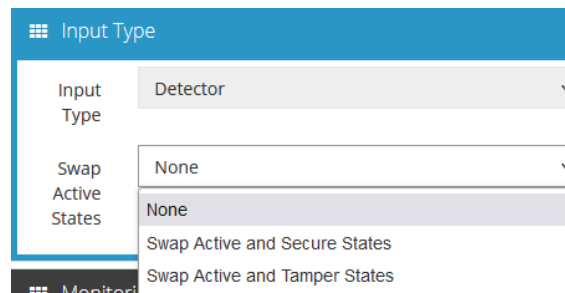 Input Type
Input
Type
Detector
Swap
Active
States
None
None
Swap Active and Secure States
Swap Active and Tamper States